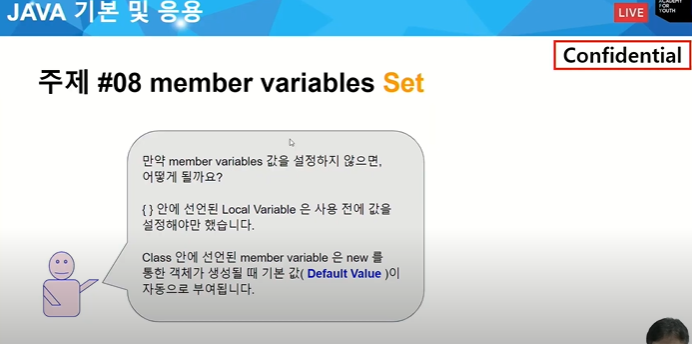 JAVA 기본 및 응용
LIVE
ACADEMY
FOR
YOUTH
Confidential
주제 #08 member variables Set
만약 member variables 값을 설정하지 않으면,
어떻게 될까요?
{ } 안에 선언된 Local Variable 은 사용 전에 값을
설정해야만 했습니다.
Class 안에 선언된 member variable 은 new 를
통한 객체가 생성될 때 기본 값( Default Value )이
자동으로 부여됩니다.